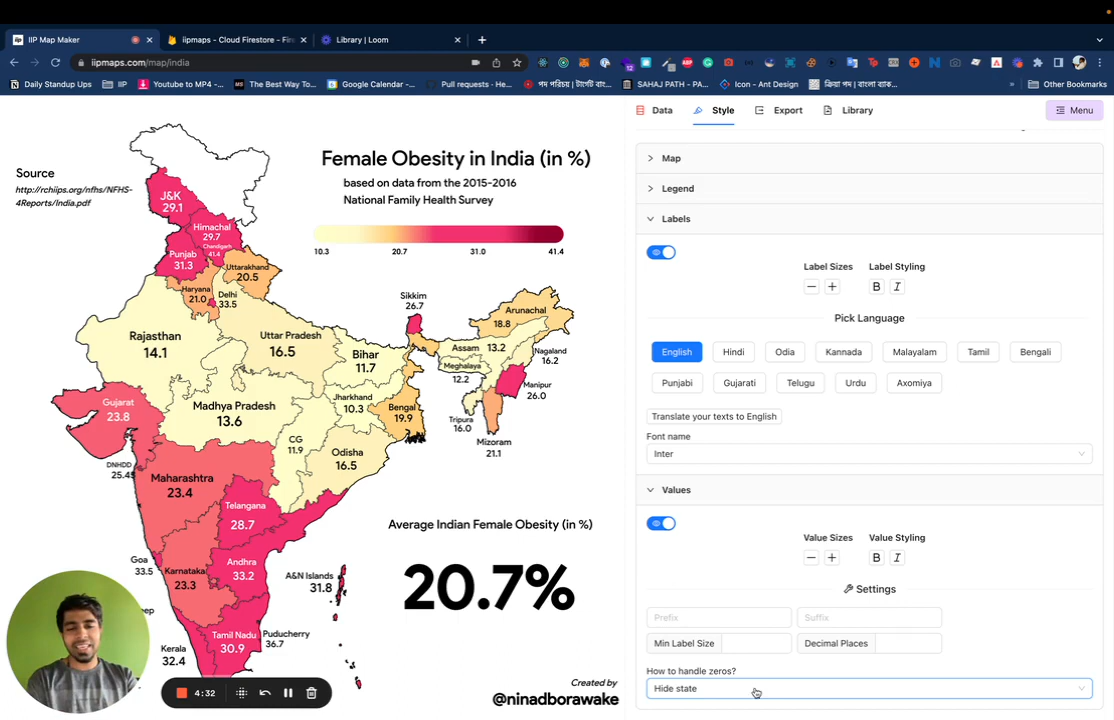 IIP Map Maker
iipmaps - Cloud Firestore - Fire
Library | Loom
iipmaps.com/map/india
Daily Standup Ups
IIP
Youtube to MP4 -...
The Best Way To...
Google Calendar -...
Pull requests · He...
SAHAJ PATH - PA...
Icon - Ant Design
Other Bookmarks
Data
Style
Export
Library
Menu
Source
http://rchiips.org/nfhs/NFHS-
4Reports/India.pdf
Female Obesity in India (in %)
based on data from the 2015-2016
National Family Health Survey
10.3
20.7
31.0
41.4
J&K
29.1
Himachal
29.7
Chandigarh
41.4
Punjab
31.3
Uttarakhand
20.5
Haryana
21.0
Delhi
33.5
Rajasthan
14.1
Uttar Pradesh
16.5
Bihar
11.7
Sikkim
26.7
Arunachal
18.8
Assam 13.2
Nagaland
16.2
Meghalaya
12.2
Manipur
26.0
Tripura
16.0
Mizoram
21.1
Gujarat
23.8
Madhya Pradesh
13.6
Jharkhand
10.3
Bengal
19.9
CG
11.9
Odisha
16.5
DNHDD
25.45
Maharashtra
23.4
Telangana
28.7
Goa
33.5
Karnataka
23.3
Andhra
33.2
A&N Islands
31.8
Tamil Nadu
30.9
Puducherry
36.7
Kerala
32.4
Average Indian Female Obesity (in %)
20.7%
Created by
@ninadborawake
4:32
Map
Legend
Labels
Label Sizes
Label Styling
B I
Pick Language
English
Hindi
Odia
Kannada
Malayalam
Tamil
Bengali
Punjabi
Gujarati
Telugu
Urdu
Axomiya
Translate your texts to English
Font name
Inter
Values
Value Sizes
Value Styling
B I
Settings
Prefix
Suffix
Min Label Size
Decimal Places
How to handle zeros?
Hide state